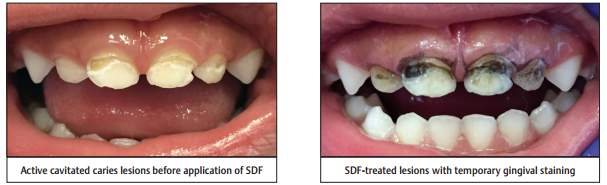 Active cavitated caries lesions before application of SDF
SDF-treated lesions with temporary gingival staining